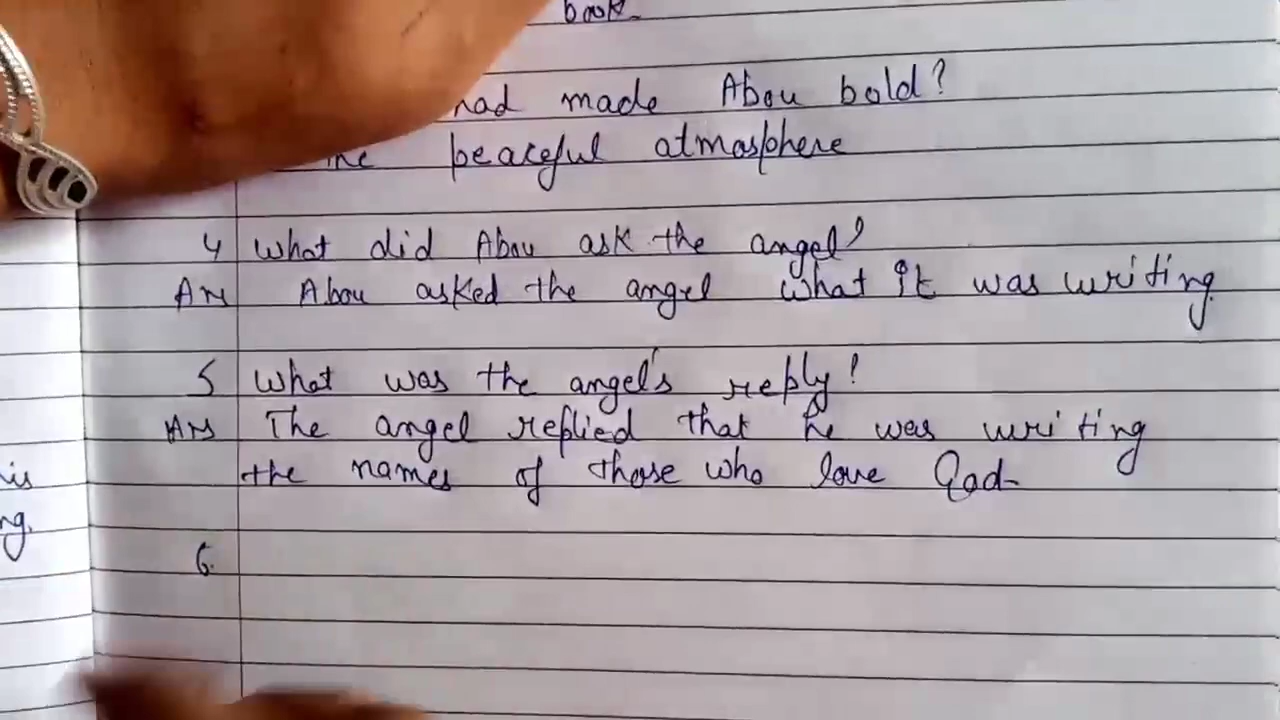 book.
had made Abou bold?
peaceful atmosphere
4 What did Abou ask the angel?
Ans Abou asked the angel what it was writing.
5 What was the angel's reply?
Ans The angel replied that he was writing
the names of those who love God.
is
ng.
6.